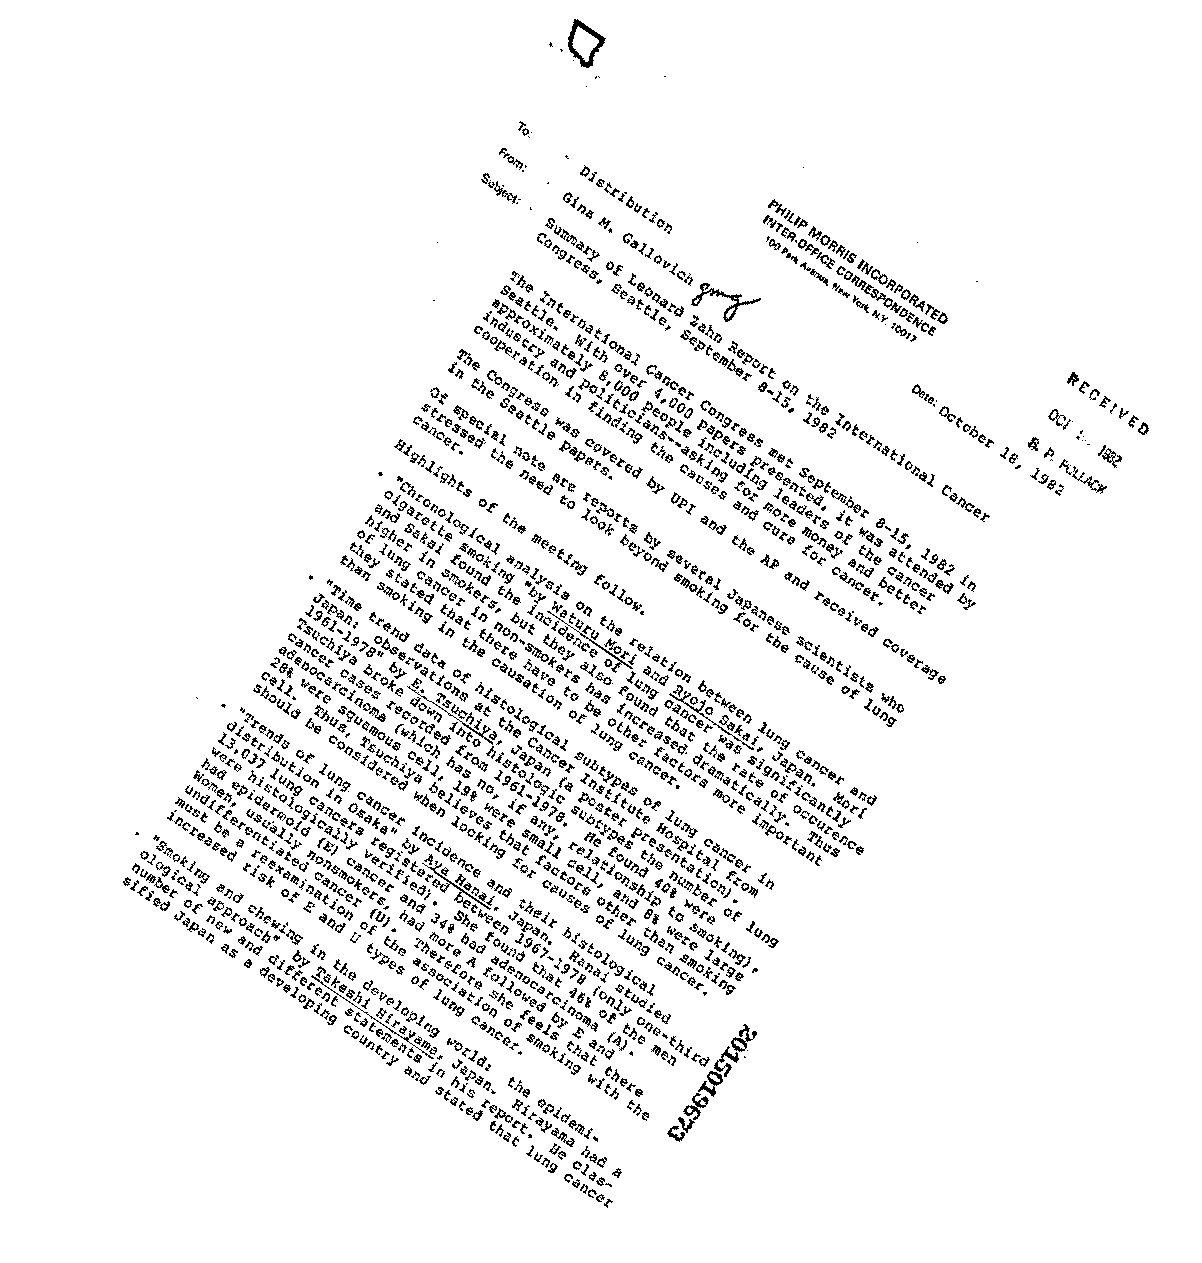 PHILIP MORRIS INCORPORATED
INTER-OFFICE CORRESPONDENCE
100 Park Avenue, New York, N.Y. 10017
RECEIVED
OCT 1982
B. P. POLLACK
To: Distribution
Date: October 18, 1982
From: Gina M. Gallovich gmg
Subject: Summary of Leonard Zahn Report on the International Cancer
Congress, Seattle, September 8-15, 1982
The International Cancer Congress met September 8-15, 1982 in
Seattle. With over 4,000 papers presented, it was attended by
approximately 8,000 people including leaders of the cancer
industry and politicians--asking for more money and better
cooperation in finding the causes and cure for cancer.
The Congress was covered by UPI and the AP and received coverage
in the Seattle papers.
Of special note are reports by several Japanese scientists who
stressed the need to look beyond smoking for the cause of lung
cancer.
Highlights of the meeting follow.
• "Chronological analysis on the relation between lung cancer and
cigarette smoking "by Waturu Mori and Ryolo Sakai, Japan. Mori
and Sakai found the incidence of lung cancer was significantly
higher in smokers, but they also found that the rate of occurence
of lung cancer in non-smokers has increased dramatically. Thus
they stated that there have to be other factors more important
than smoking in the causation of lung cancer.
• "Time trend data of histological subtypes of lung cancer in
Japan: observations at the Cancer Institute Hospital from
1961-1978" by E. Tsuchiya, Japan (a poster presentation).
Tsuchiya broke down into histologic subtypes the number of lung
cancer cases recorded from 1961-1978. (He found 40% were
adenocarcinoma (which has no, if any, relationship to smoking),
28% were squamous cell, 19% were small cell, and 8% were large
cell. Thus, Tsuchiya believes that factors other than smoking
should be considered when looking for causes of lung cancer.
• "Trends of lung cancer incidence and their histological
distribution in Osaka" by Aya Hanai, Japan. Hanai studied
13,037 lung cancers registered between 1967-1978 (only one-third
were histologically verified). She found that 46% of the men
had epidermoid (E) cancer and 34% had adenocarcinoma (A).
Women, usually nonsmokers, had more A followed by E and
undifferentiated cancer (U). Therefore she feels that there
must be a reexamination of the association of smoking with the
increased risk of E and U types of lung cancer.
• "Smoking and chewing in the developing world: the epidemi-
ological approach" by Takeshi Hirayama, Japan. Hirayama had a
number of new and different statements in his report. He clas-
sified Japan as a developing country and stated that lung cancer
2015019673